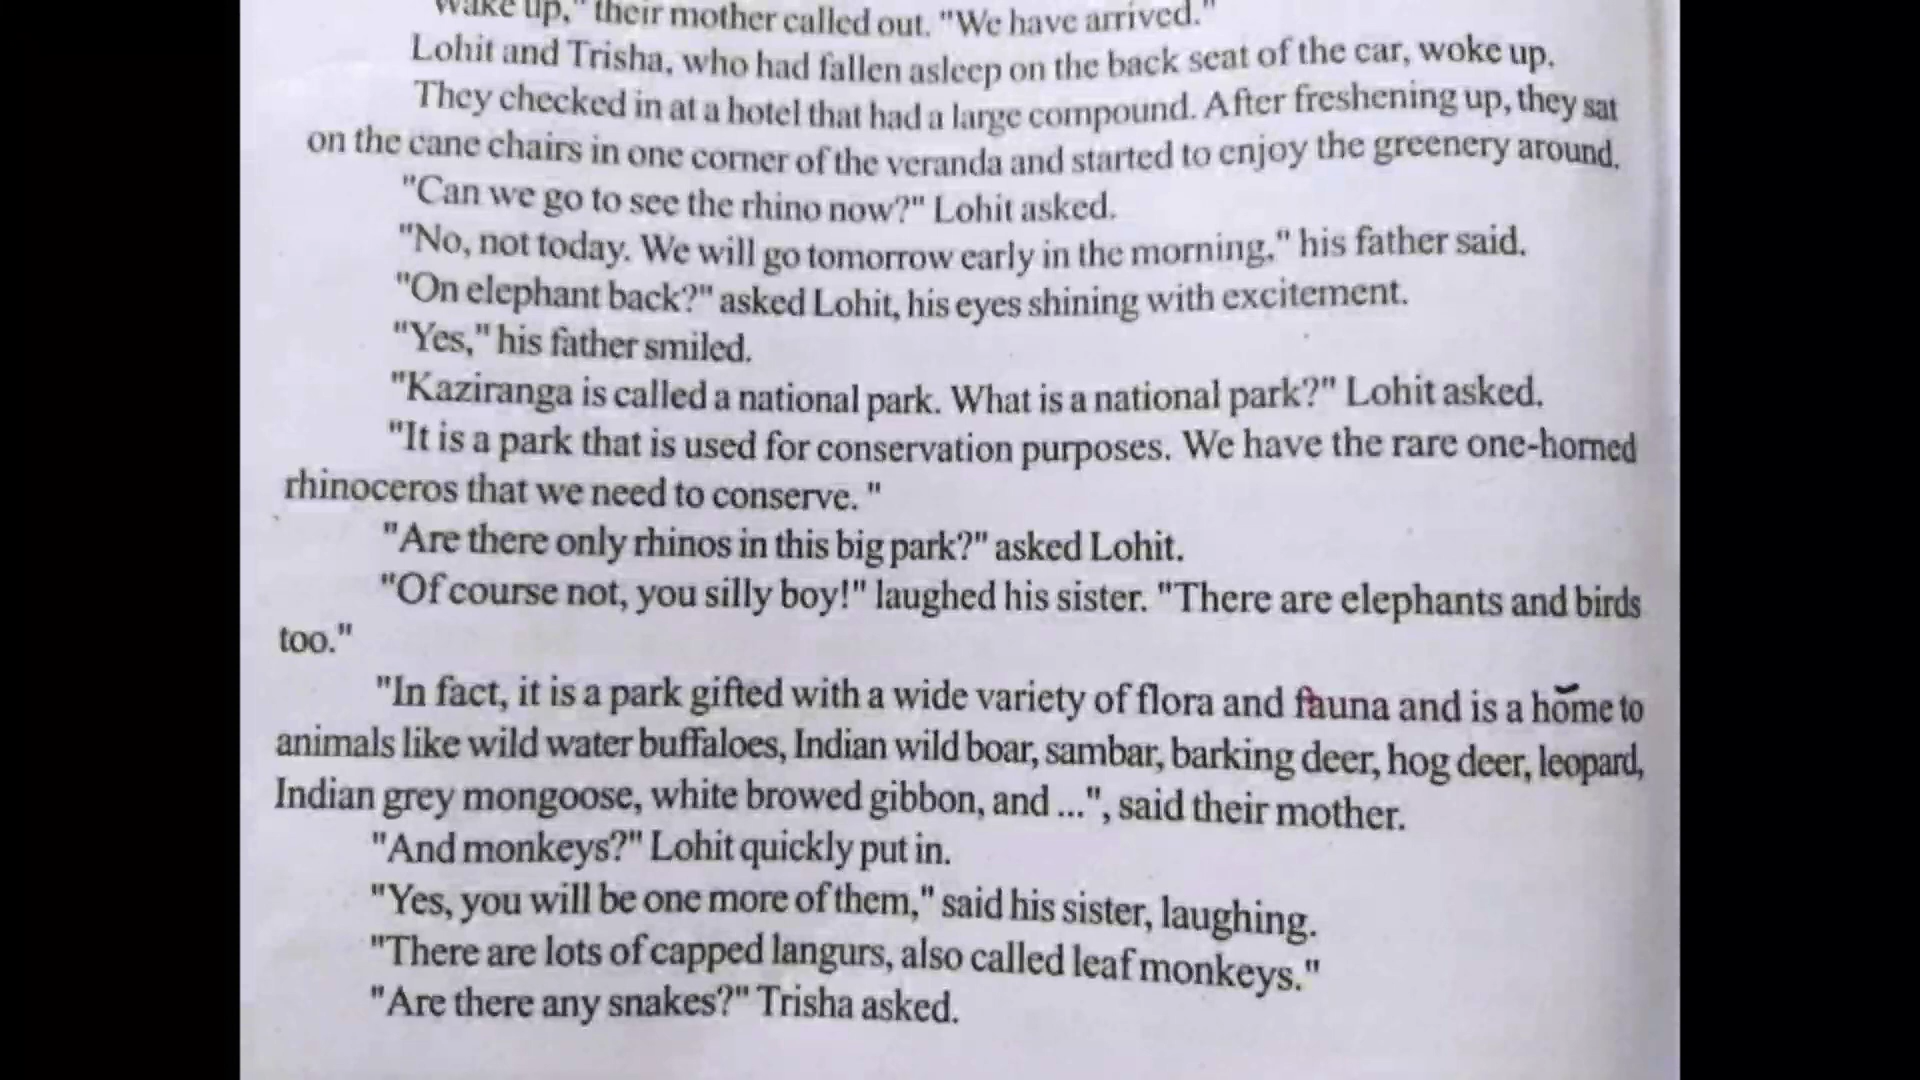 Wake up," their mother called out. "We have arrived."
Lohit and Trisha, who had fallen asleep on the back seat of the car, woke up.
They checked in at a hotel that had a large compound. After freshening up, they sat
on the cane chairs in one corner of the veranda and started to enjoy the greenery around.
"Can we go to see the rhino now?" Lohit asked.
"No, not today. We will go tomorrow early in the morning," his father said.
"On elephant back?" asked Lohit, his eyes shining with excitement.
"Yes," his father smiled.
"Kaziranga is called a national park. What is a national park?" Lohit asked.
"It is a park that is used for conservation purposes. We have the rare one-horned
rhinoceros that we need to conserve. "
"Are there only rhinos in this big park?" asked Lohit.
"Of course not, you silly boy!" laughed his sister. "There are elephants and birds
too."
"In fact, it is a park gifted with a wide variety of flora and fauna and is a home to
animals like wild water buffaloes, Indian wild boar, sambar, barking deer, hog deer, leopard,
Indian grey mongoose, white browed gibbon, and ...", said their mother.
"And monkeys?" Lohit quickly put in.
"Yes, you will be one more of them," said his sister, laughing.
"There are lots of capped langurs, also called leaf monkeys."
"Are there any snakes?" Trisha asked.